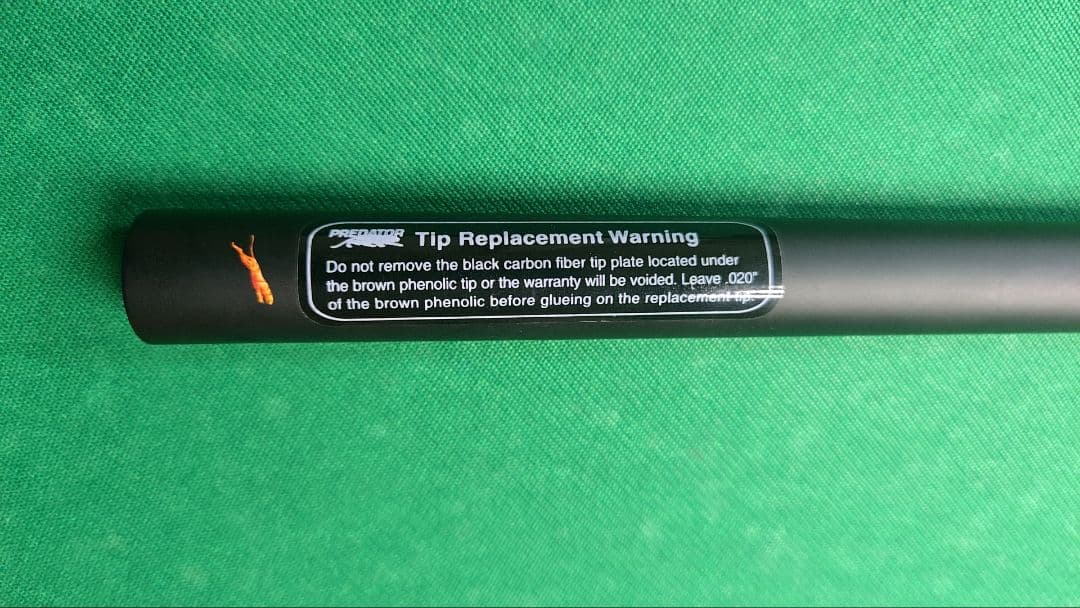 PREDATOR Tip Replacement Warning
Do not remove the black carbon fiber tip plate located under
the brown phenolic tip or the warranty will be voided. Leave .020"
of the brown phenolic before glueing on the replacement tip.